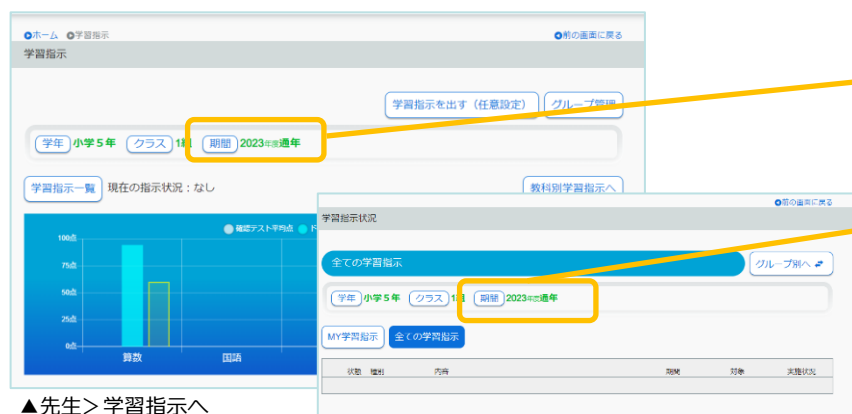 ホーム 学習指示
前の画面に戻る
学習指示
学習指示を出す（任意設定） グループ管理
学年 小学５年 クラス 1組 期間 2023年度通年
学習指示一覧 現在の指示状況：なし
教科別学習指示へ
確認テスト平均点
100点
75点
50点
25点
0点
算数 国語
前の画面に戻る
学習指示状況
全ての学習指示
グループ別へ
学年 小学５年 クラス 1組 期間 2023年度通年
MY学習指示 全ての学習指示
状態 種別 内容 期間 対象 実施状況
▲先生＞学習指示へ